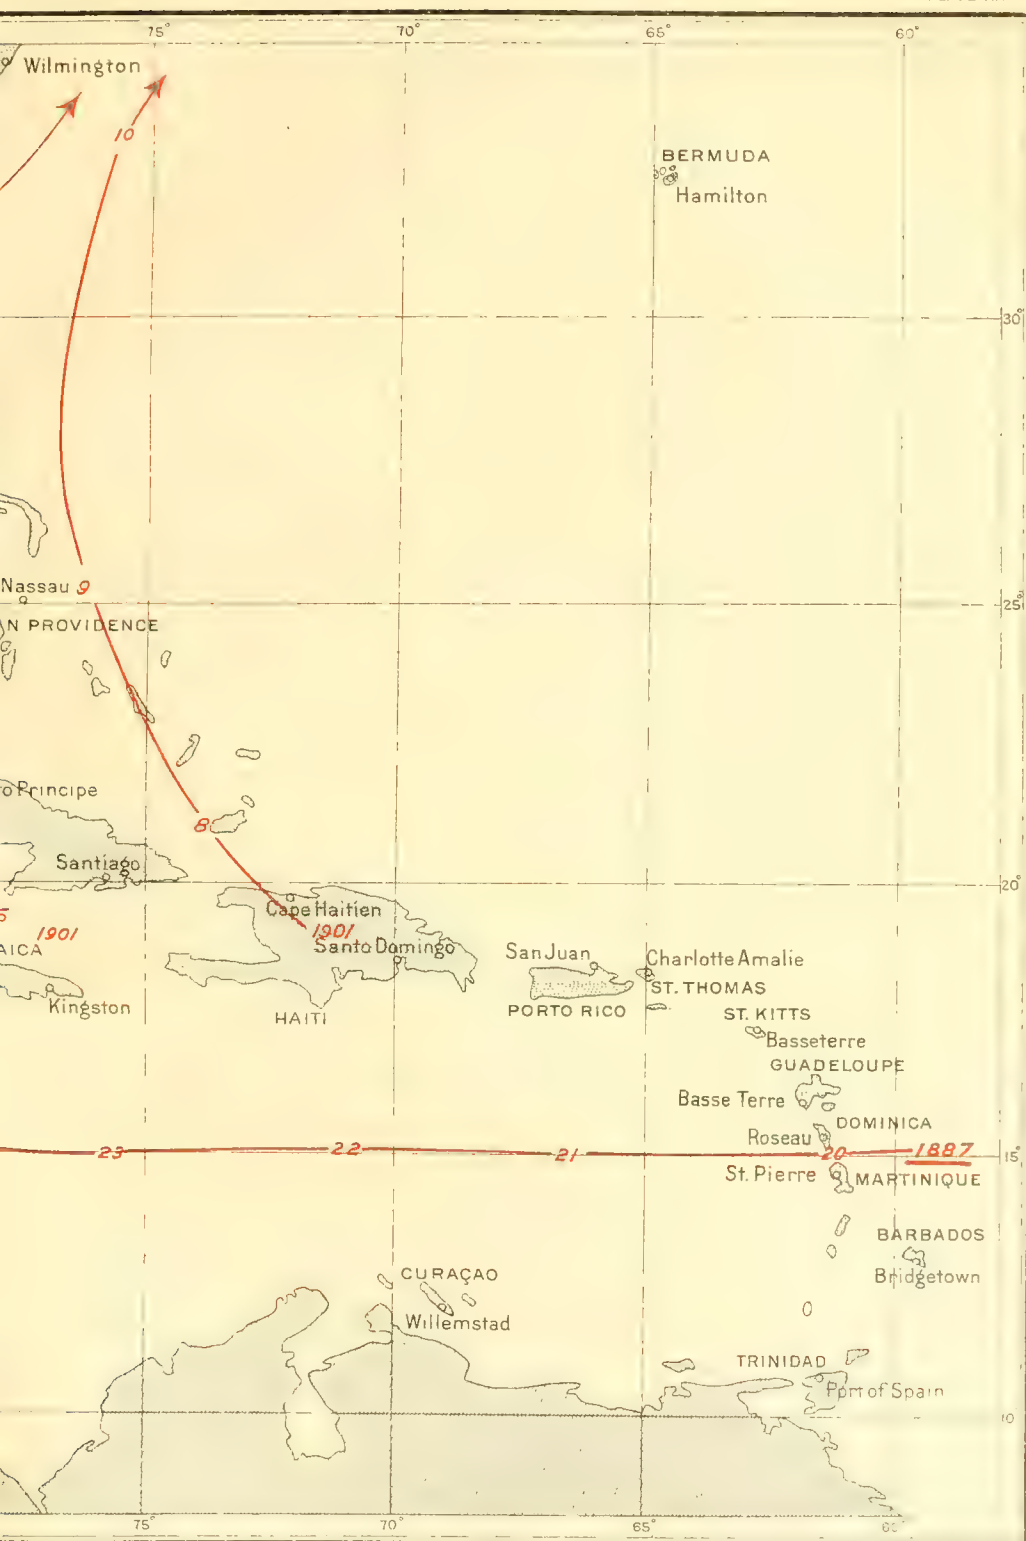 75° 70° 65° 60°
Wilmington
10
BERMUDA
Hamilton
30°
Nassau 9
25°
N PROVIDENCE
Principe
8
Santiago
20°
Cape Haitien
1901
1901
Santo Domingo
San Juan
Charlotte Amalie
AICA
ST. THOMAS
Kingston
HAITI
PORTO RICO
ST. KITTS
Basseterre
GUADELOUPE
Basse Terre
DOMINICA
Roseau
23 22 21 20 1887
15°
St. Pierre
MARTINIQUE
BARBADOS
Bridgetown
CURAÇAO
Willemstad
TRINIDAD
Port of Spain
10
75° 70° 65° 60°